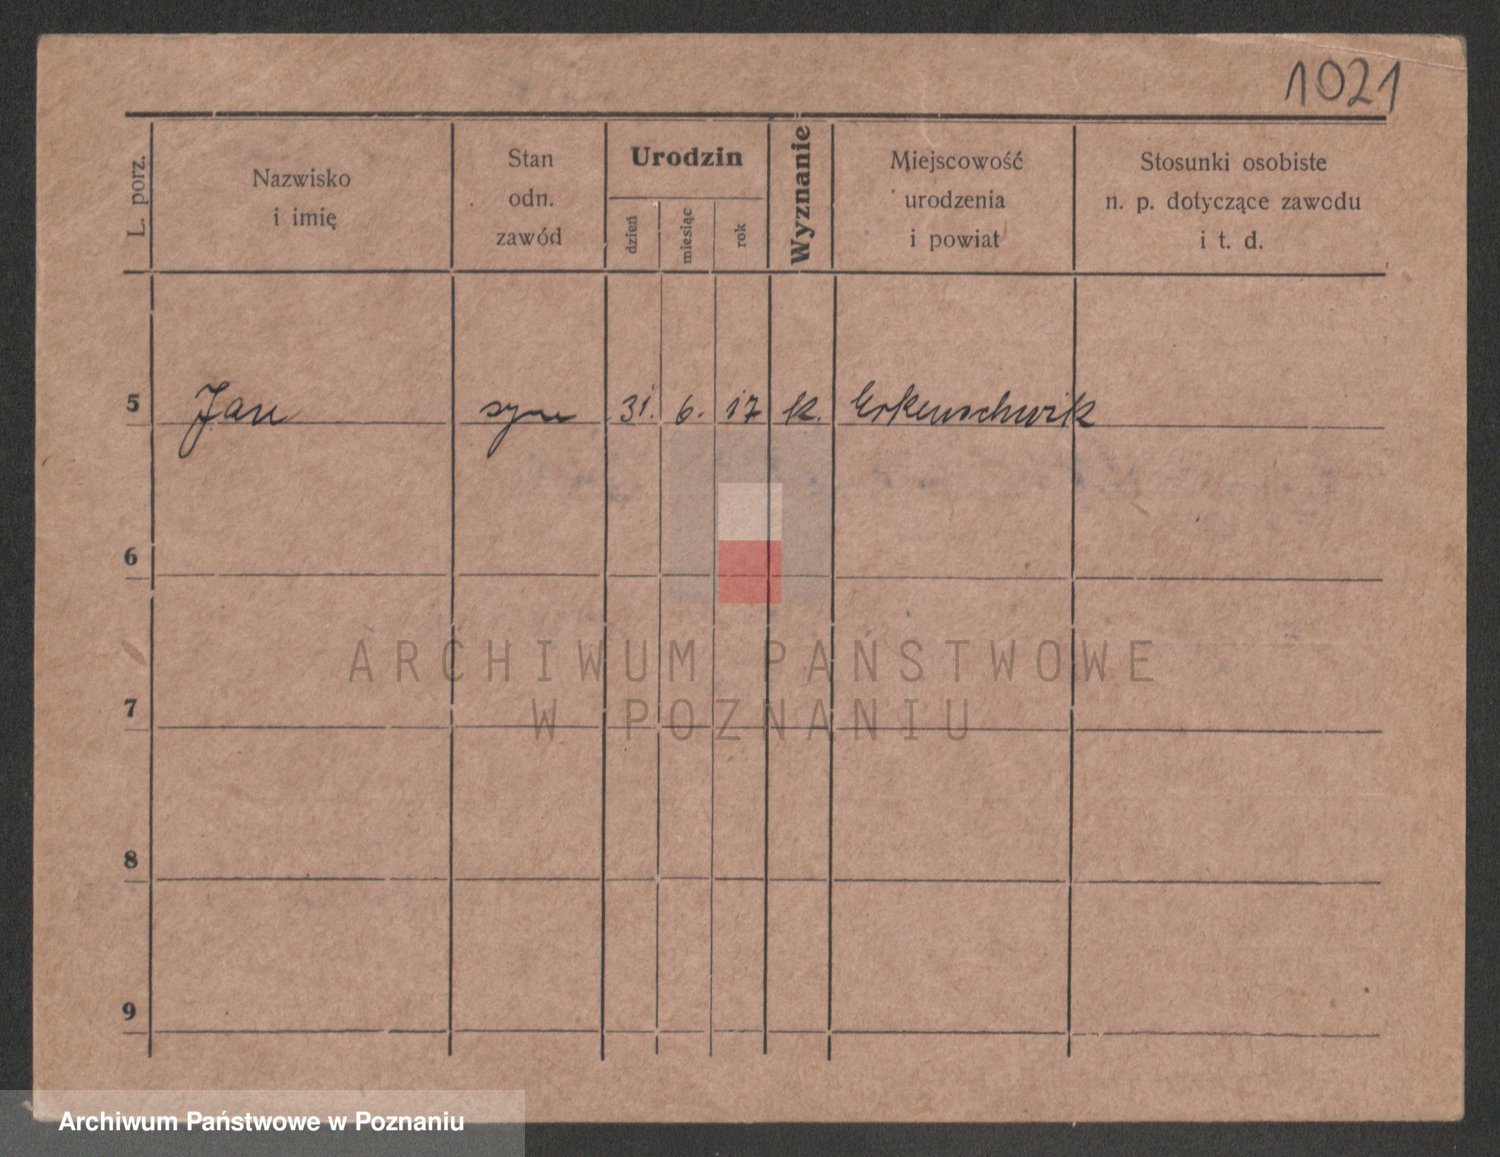 1021
L. porz.
Nazwisko
i imię
Stan
odn.
zawód
Urodzin
dzień
miesiąc
rok
Wyznanie
Miejscowość
urodzenia
i powiat
Stosunki osobiste
n. p. dotyczące zawodu
i t. d.
5 Jan syn 31. 6. 17 k. Erkenschwik
6
7
8
9
ARCHIWUM PAŃSTWOWE
W POZNANIU
Archiwum Państwowe w Poznaniu